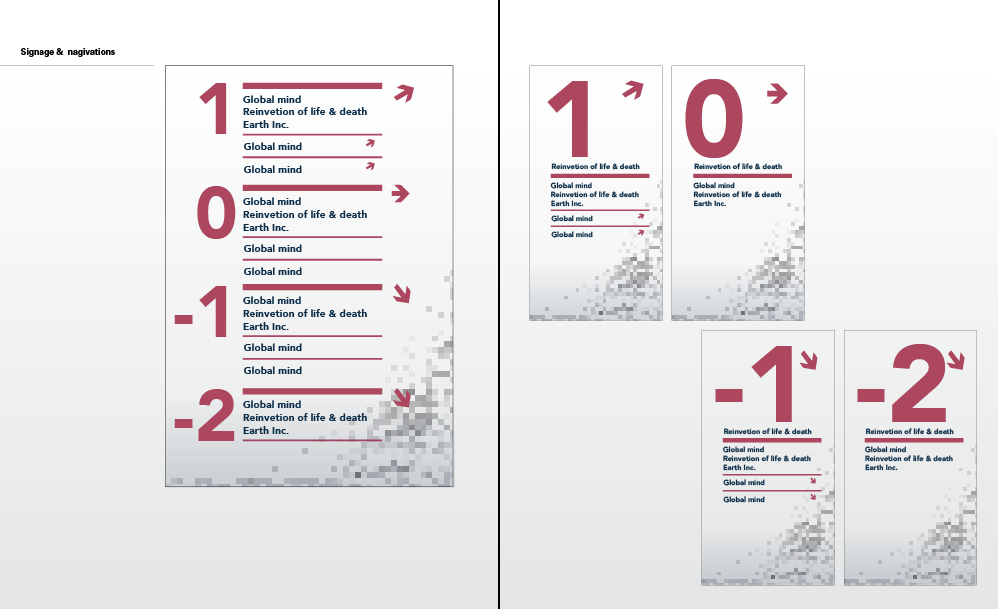 Signage & nagivations
1
Global mind
Reinvetion of life & death
Earth Inc.
Global mind
Global mind
0
Global mind
Reinvetion of life & death
Earth Inc.
Global mind
Global mind
-1
Global mind
Reinvetion of life & death
Earth Inc.
Global mind
Global mind
-2
Global mind
Reinvetion of life & death
Earth Inc.
1
Reinvetion of life & death
Global mind
Reinvetion of life & death
Earth Inc.
Global mind
Global mind
0
Reinvetion of life & death
Global mind
Reinvetion of life & death
Earth Inc.
-1
Reinvetion of life & death
Global mind
Reinvetion of life & death
Earth Inc.
Global mind
Global mind
-2
Reinvetion of life & death
Global mind
Reinvetion of life & death
Earth Inc.